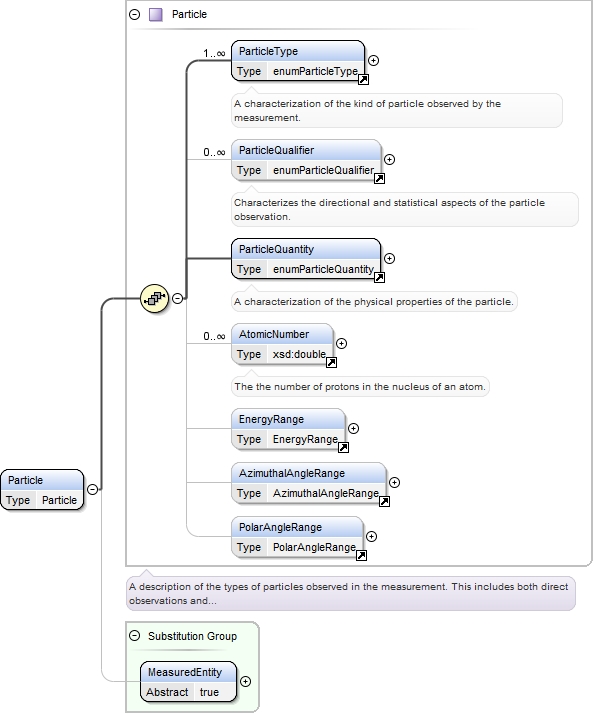 Particle
1..∞
ParticleType
Type enumParticleType
A characterization of the kind of particle observed by the
measurement.
0..∞
ParticleQualifier
Type enumParticleQualifier
Characterizes the directional and statistical aspects of the particle
observation.
ParticleQuantity
Type enumParticleQuantity
A characterization of the physical properties of the particle.
0..∞
AtomicNumber
Type xsd:double
The the number of protons in the nucleus of an atom.
EnergyRange
Type EnergyRange
AzimuthalAngleRange
Type AzimuthalAngleRange
PolarAngleRange
Type PolarAngleRange
Particle
Type Particle
A description of the types of particles observed in the measurement. This includes both direct
observations and...
Substitution Group
MeasuredEntity
Abstract true